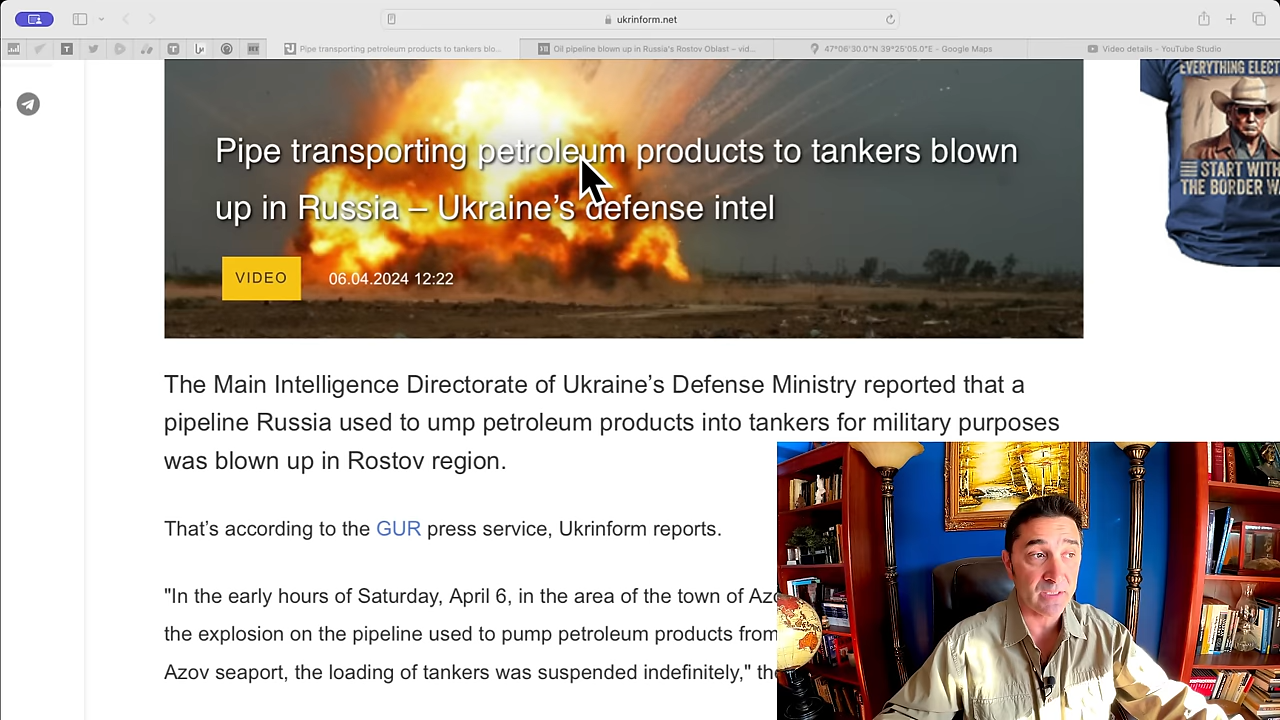 ukrinform.net
Pipe transporting petroleum products to tankers blo...
Oil pipeline blown up in Russia's Rostov Oblast – vid...
47°06'30.0"N 39°25'05.0"E - Google Maps
Video details - YouTube Studio
EVERYTHING ELECT
START WITH
THE BORDER WA
Pipe transporting petroleum products to tankers blown
up in Russia – Ukraine's defense intel
VIDEO
06.04.2024 12:22
The Main Intelligence Directorate of Ukraine's Defense Ministry reported that a
pipeline Russia used to ump petroleum products into tankers for military purposes
was blown up in Rostov region.
That's according to the GUR press service, Ukrinform reports.
"In the early hours of Saturday, April 6, in the area of the town of Azo
the explosion on the pipeline used to pump petroleum products from
Azov seaport, the loading of tankers was suspended indefinitely," the